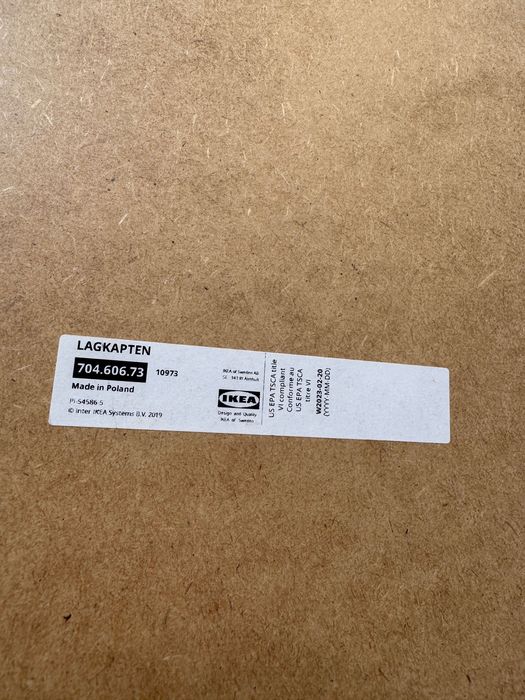 LAGKAPTEN
704.606.73 10973
Made in Poland
PI-54586-5
© Inter IKEA Systems B.V. 2019
IKEA of Sweden AB
SE - 343 81 Älmhult
IKEA
Design and Quality
IKEA of Sweden
US EPA TSCA title
VI compliant
Conforme au
US EPA TSCA
titre VI
W2023-02-20
(YYYY-MM-DD)